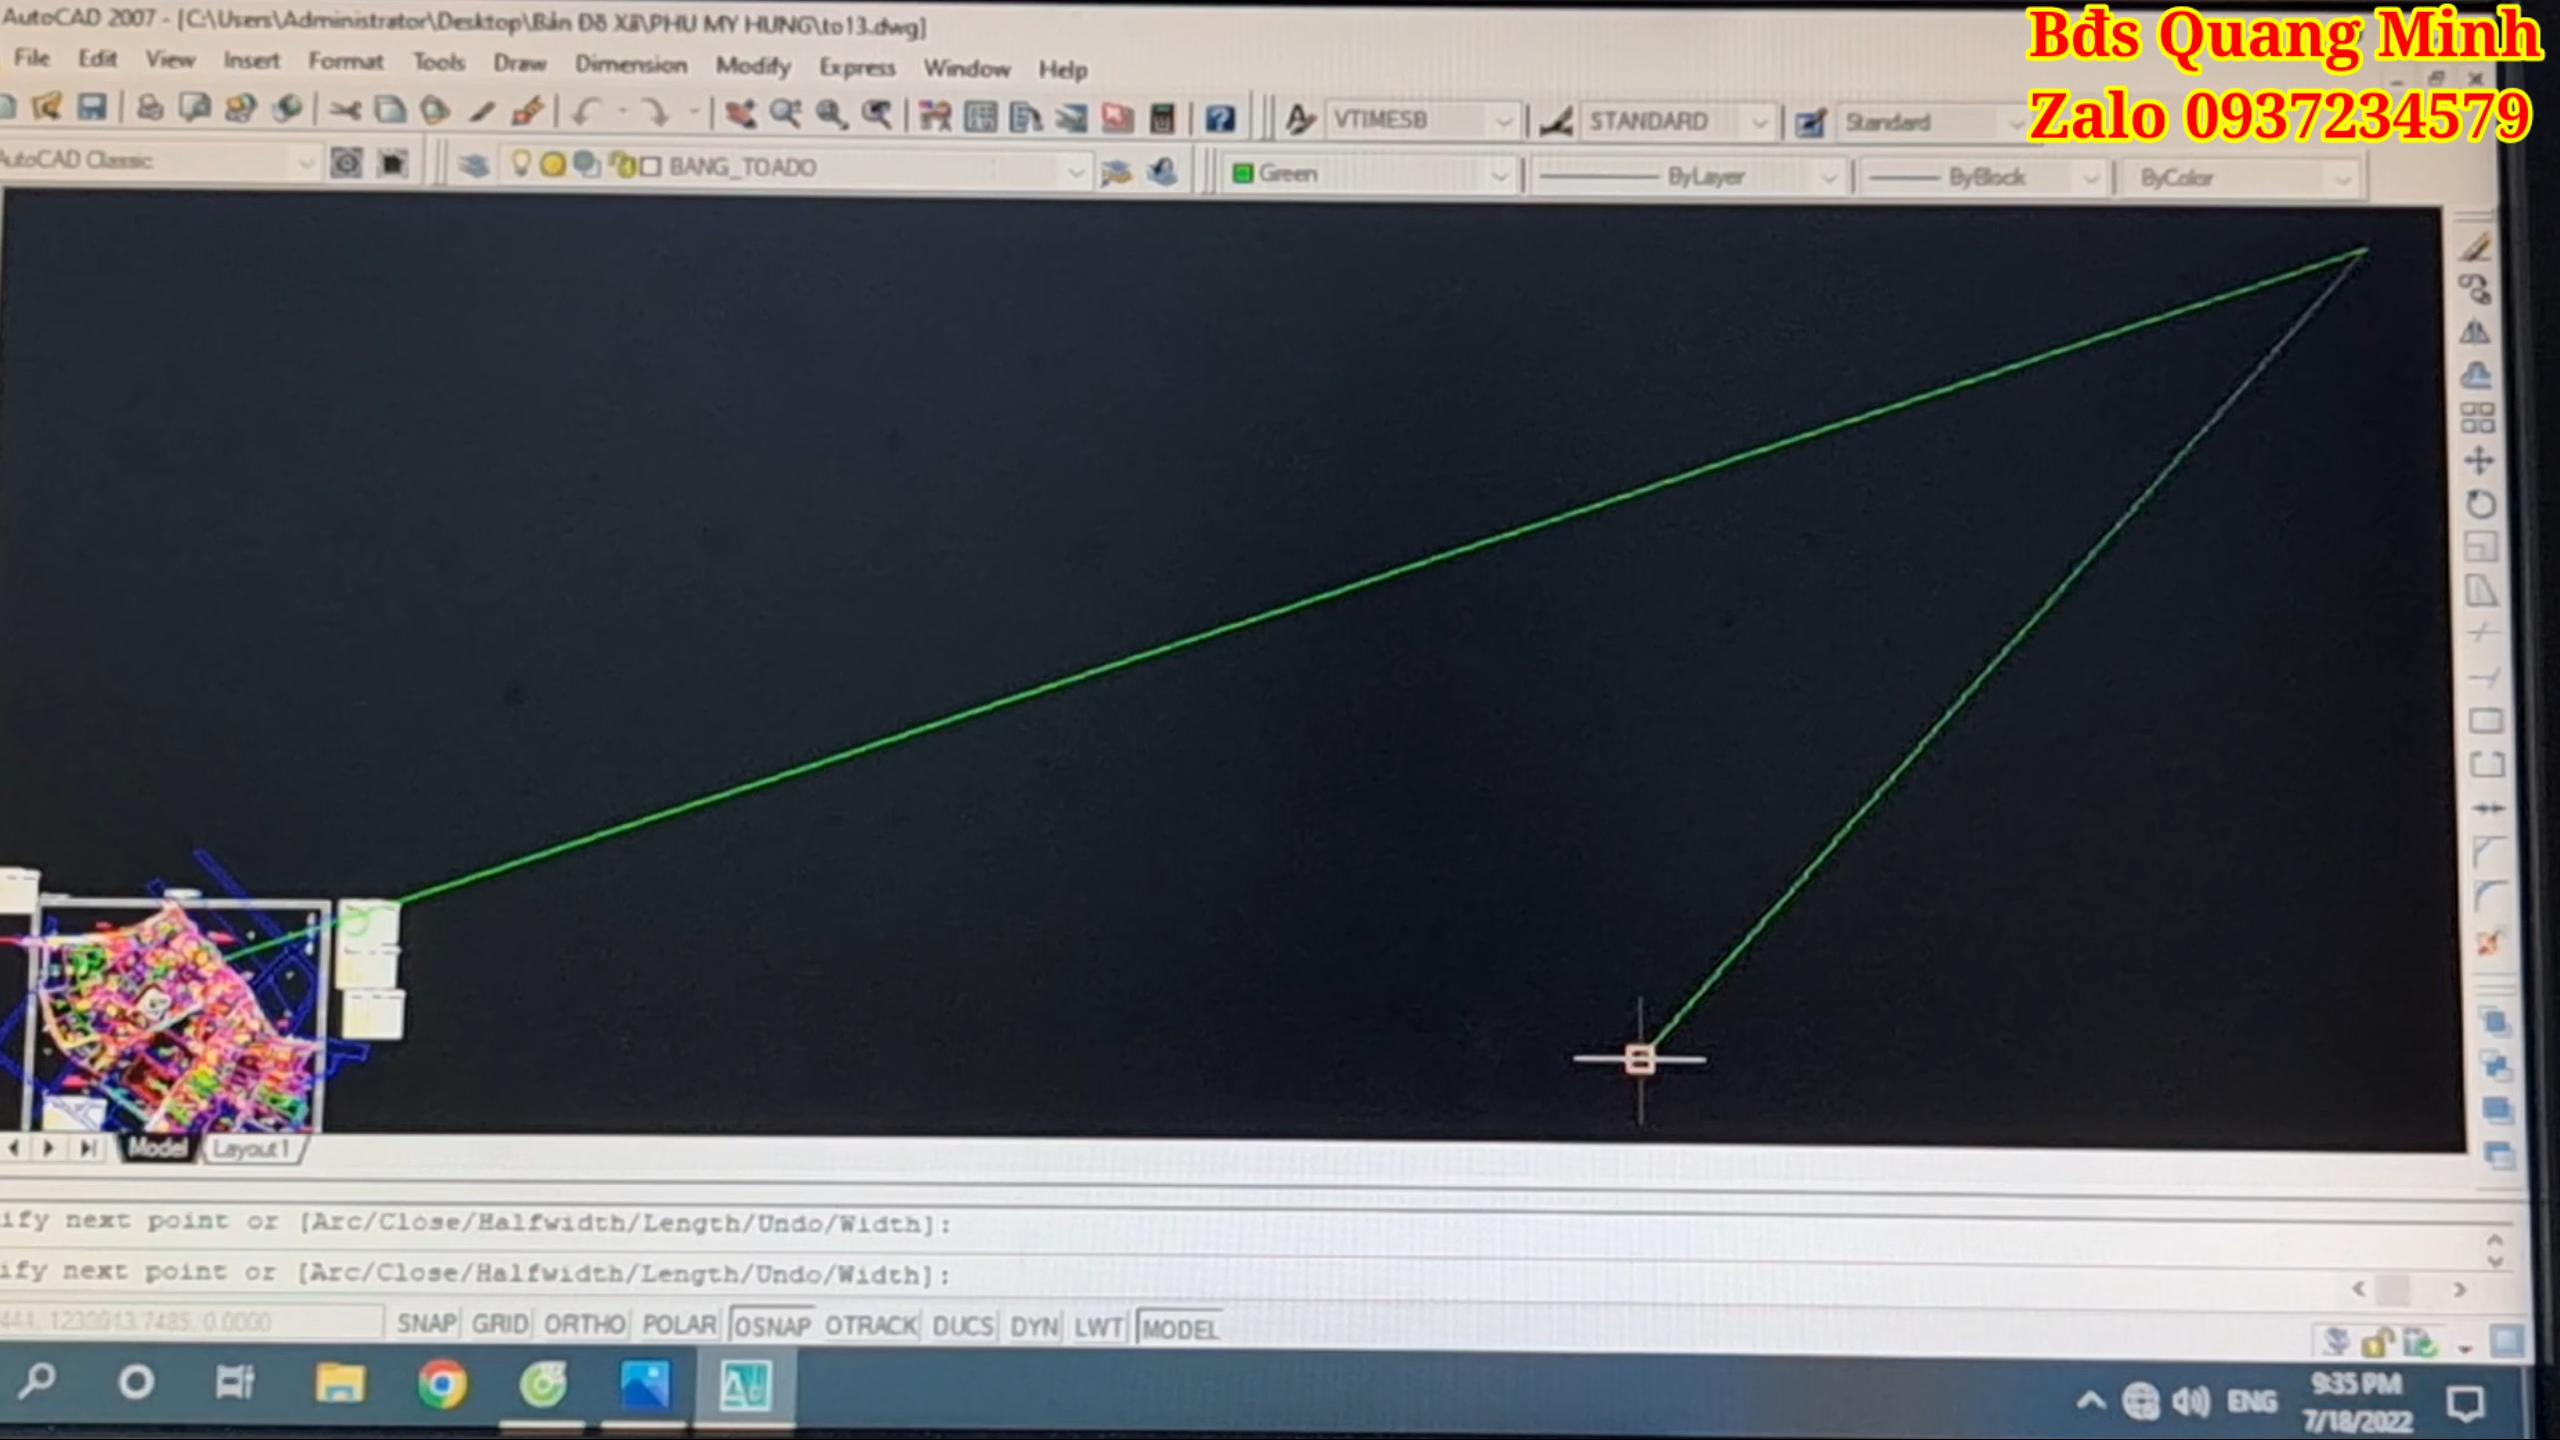 AutoCAD 2007 - [C:\Users\Administrator\Desktop\Bản Đồ Xã\PHU MY HUNG\to13.dwg]
Bđs Quang Minh
Zalo 0937234579
File Edit View Insert Format Tools Draw Dimension Modify Express Window Help
VTIMESB STANDARD Standard
AutoCAD Classic BANG_TOADO Green ByLayer ByBlock ByColor
Model Layout1
ify next point or [Arc/Close/Halfwidth/Length/Undo/Width]:
ify next point or [Arc/Close/Halfwidth/Length/Undo/Width]:
SNAP GRID ORTHO POLAR OSNAP OTRACK DUCS DYN LWT MODEL
ENG 9:35 PM
7/18/2022